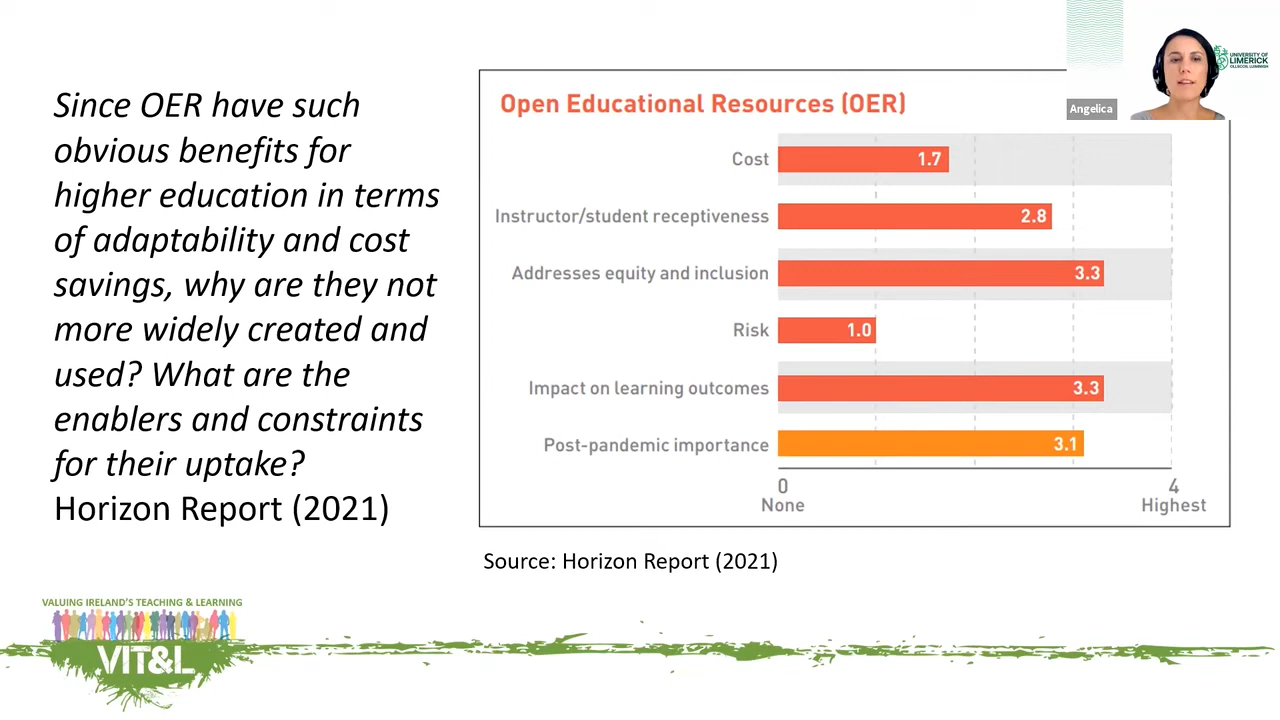 Since OER have such
obvious benefits for
higher education in terms
of adaptability and cost
savings, why are they not
more widely created and
used? What are the
enablers and constraints
for their uptake?
Horizon Report (2021)
Open Educational Resources (OER)
Cost 1.7
Instructor/student receptiveness 2.8
Addresses equity and inclusion 3.3
Risk 1.0
Impact on learning outcomes 3.3
Post-pandemic importance 3.1
0 4
None Highest
Source: Horizon Report (2021)
Angelica
UNIVERSITY OF
LIMERICK
OLLSCOIL LUIMNIGH
VALUING IRELAND'S TEACHING & LEARNING
VIT&L